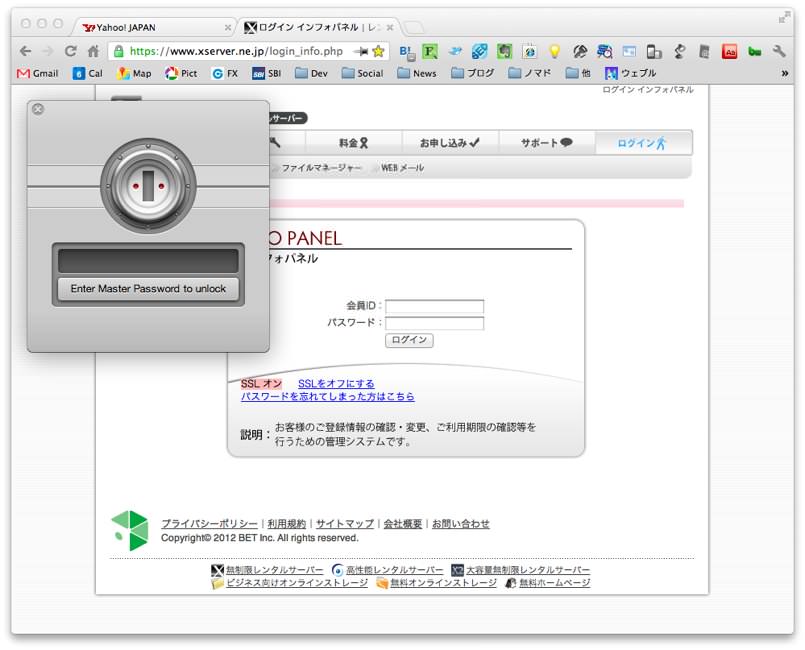 Yahoo! JAPAN
ログイン インフォパネル | レン
https://www.xserver.ne.jp/login_info.php
Gmail Cal Map Pict FX SBI Dev Social News ブログ ノマド 他 ウェブル »
ログイン インフォパネル
ルサーバー
料金 お申し込み サポート ログイン
ファイルマネージャー WEBメール
O PANEL
フォパネル
Enter Master Password to unlock
会員ID：
パスワード：
ログイン
SSL オン SSLをオフにする
パスワードを忘れてしまった方はこちら
説明： お客様のご登録情報の確認・変更、ご利用期限の確認等を
行うための管理システムです。
プライバシーポリシー | 利用規約 | サイトマップ | 会社概要 | お問い合わせ
Copyright© 2012 BET Inc. All rights reserved.
無制限レンタルサーバー 高性能レンタルサーバー X2 大容量無制限レンタルサーバー
ビジネス向けオンラインストレージ 無料オンラインストレージ 無料ホームページ